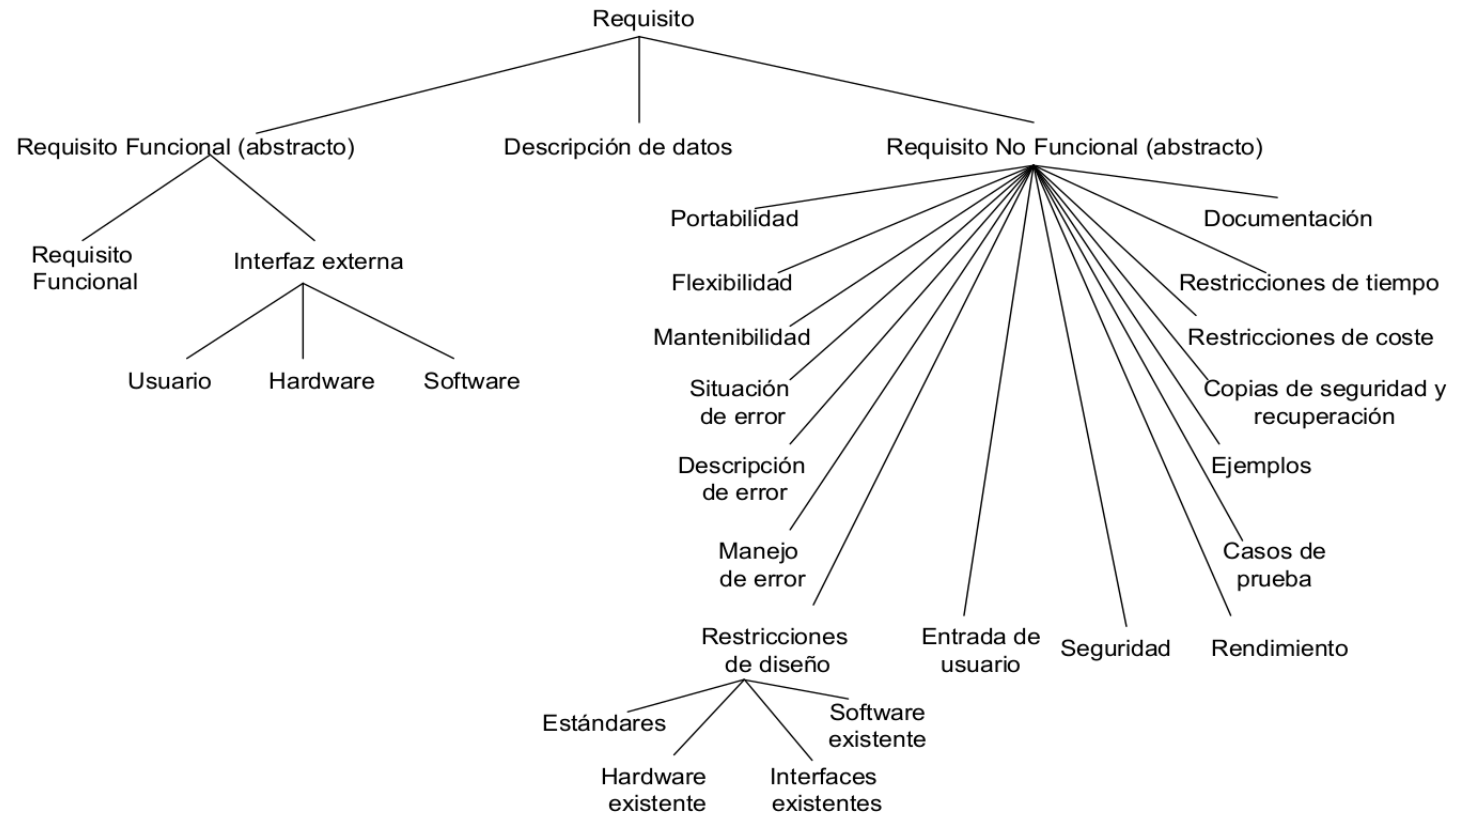 Requisito
Requisito Funcional (abstracto)
Descripción de datos
Requisito No Funcional (abstracto)
Requisito
Funcional
Interfaz externa
Usuario
Hardware
Software
Portabilidad
Flexibilidad
Mantenibilidad
Situación
de error
Descripción
de error
Manejo
de error
Restricciones
de diseño
Estándares
Hardware
existente
Interfaces
existentes
Software
existente
Entrada de
usuario
Seguridad
Rendimiento
Casos de
prueba
Ejemplos
Copias de seguridad y
recuperación
Restricciones de coste
Restricciones de tiempo
Documentación